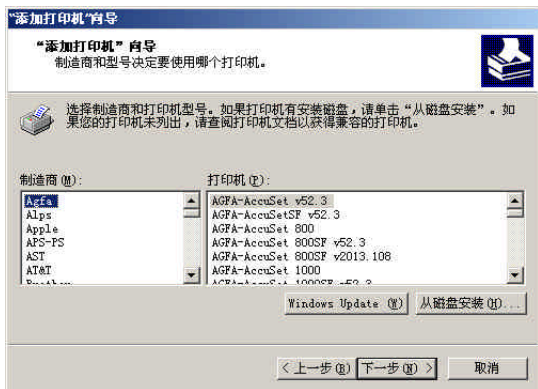 “添加打印机”向导
“添加打印机”向导
制造商和型号决定要使用哪个打印机。
选择制造商和打印机型号。如果打印机有安装磁盘，请单击“从磁盘安装”。如
果您的打印机未列出，请查阅打印机文档以获得兼容的打印机。
制造商(M):
打印机(P):
Agfa
Alps
Apple
APS-PS
AST
AT&T
AGFA-AccuSet v52.3
AGFA-AccuSetSF v52.3
AGFA-AccuSet 800
AGFA-AccuSet 800SF v52.3
AGFA-AccuSet 800SF v2013.108
AGFA-AccuSet 1000
AGFA-AccuSet 1000SF v52.3
Windows Update (W)
从磁盘安装(H)...
< 上一步(B)
下一步(N) >
取消